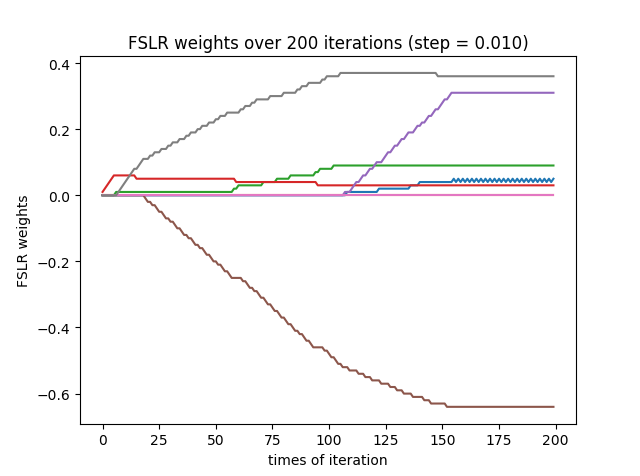 FSLR weights over 200 iterations (step = 0.010)
0.4
0.2
0.0
−0.2
−0.4
−0.6
FSLR weights
0 25 50 75 100 125 150 175 200
times of iteration